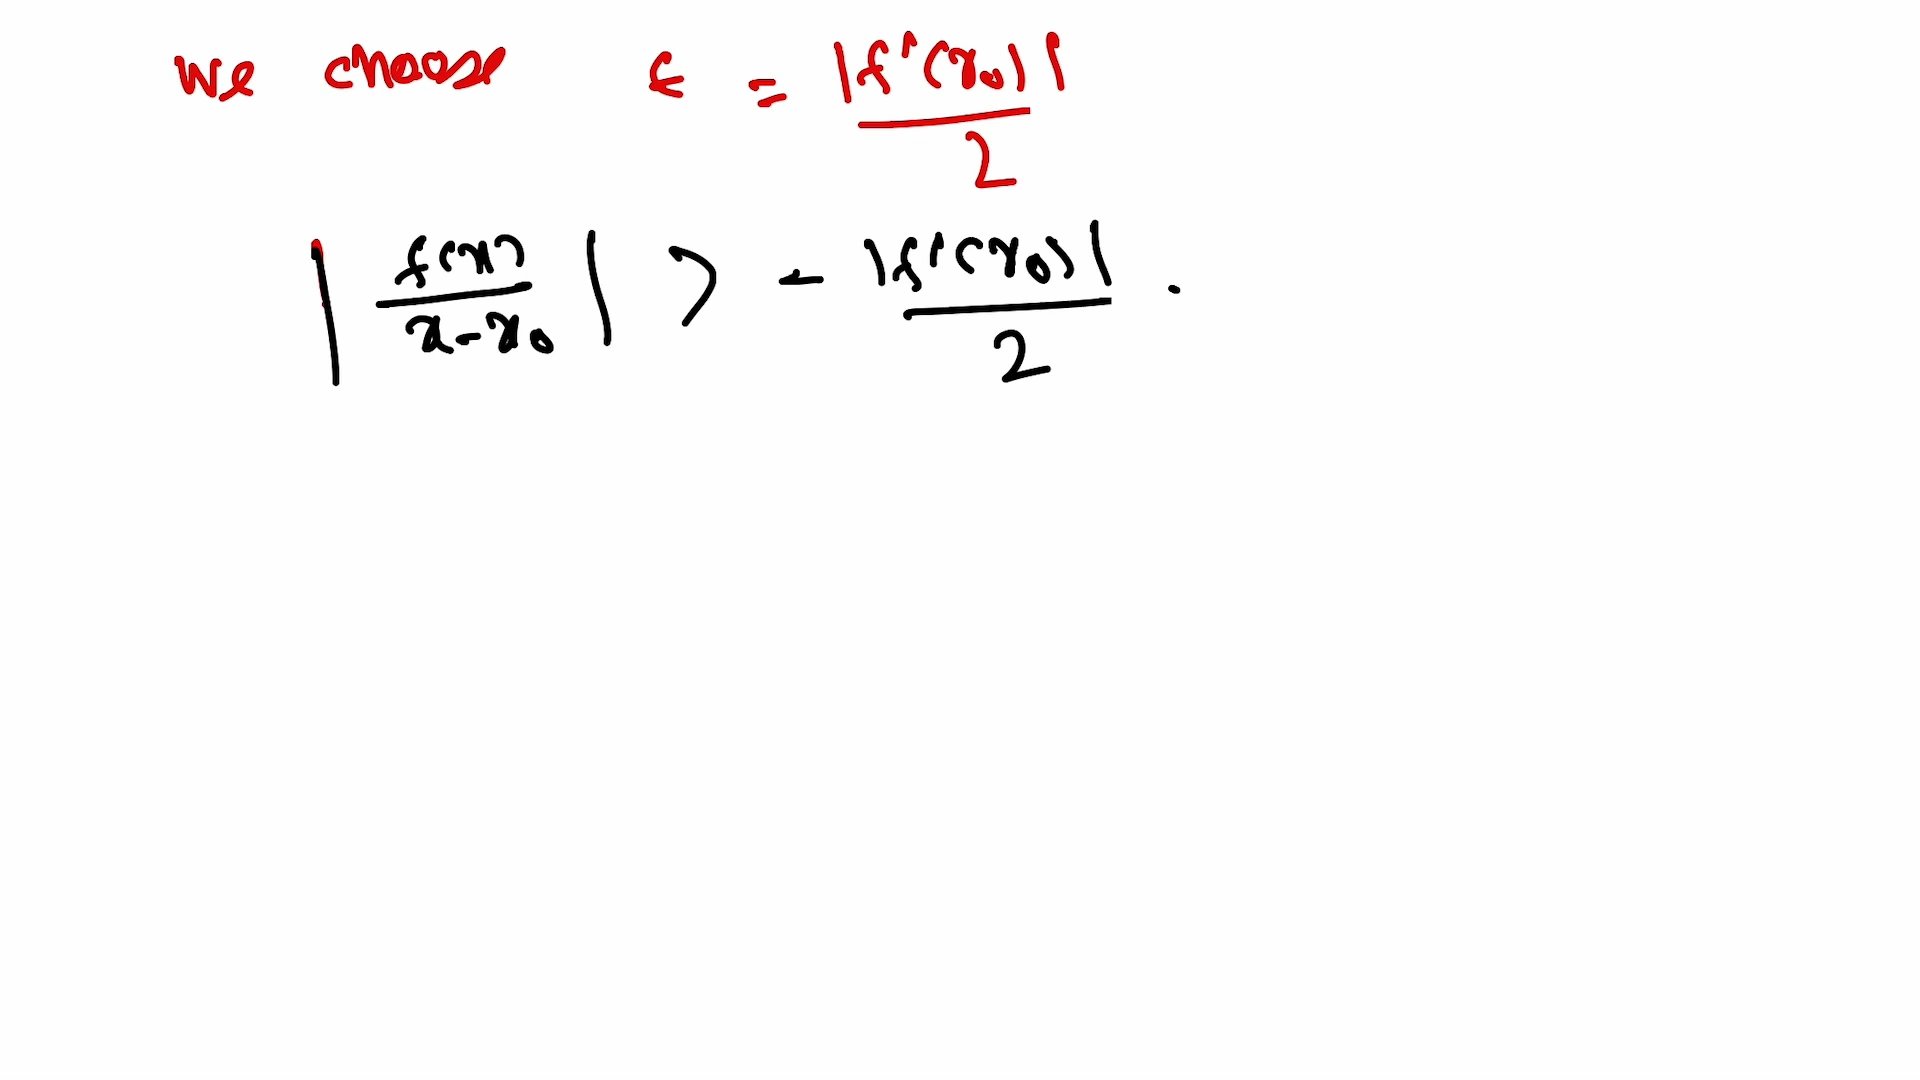 we choose ε = |f'(x₀)| / 2
| f(x) / x-x₀ | > - |f'(x₀)| / 2 .